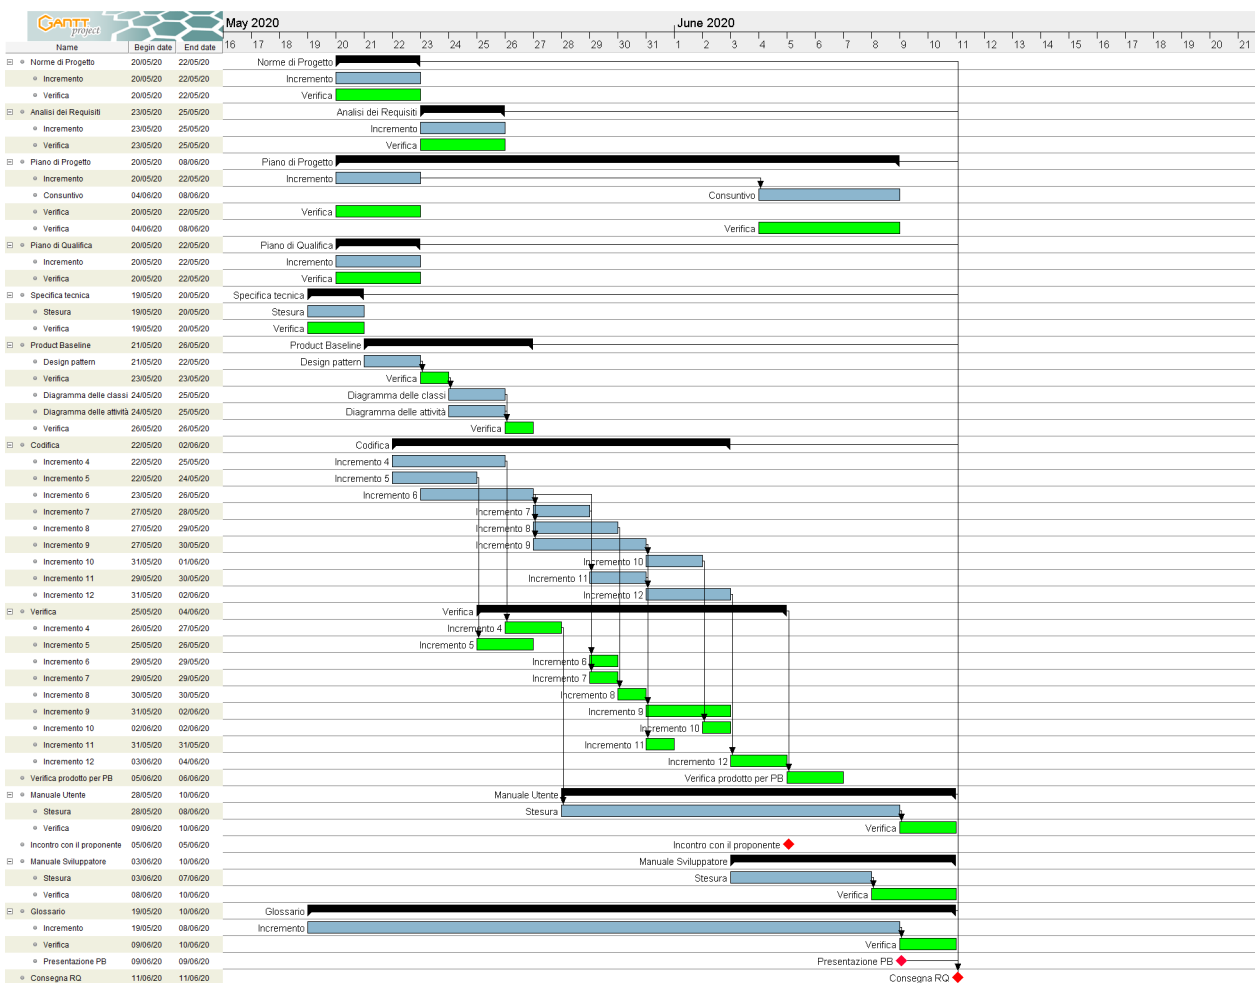 GANTT project
May 2020
June 2020
Name Begin date End date
16 17 18 19 20 21 22 23 24 25 26 27 28 29 30 31 1 2 3 4 5 6 7 8 9 10 11 12 13 14 15 16 17 18 19 20 21
Norme di Progetto 20/05/20 22/05/20 Norme di Progetto
Incremento 20/05/20 22/05/20 Incremento
Verifica 20/05/20 22/05/20 Verifica
Analisi dei Requisiti 23/05/20 25/05/20 Analisi dei Requisiti
Incremento 23/05/20 25/05/20 Incremento
Verifica 23/05/20 25/05/20 Verifica
Piano di Progetto 20/05/20 08/06/20 Piano di Progetto
Incremento 20/05/20 22/05/20 Incremento
Consuntivo 04/06/20 08/06/20 Consuntivo
Verifica 20/05/20 22/05/20 Verifica
Verifica 04/06/20 08/06/20 Verifica
Piano di Qualifica 20/05/20 22/05/20 Piano di Qualifica
Incremento 20/05/20 22/05/20 Incremento
Verifica 20/05/20 22/05/20 Verifica
Specifica tecnica 19/05/20 20/05/20 Specifica tecnica
Stesura 19/05/20 20/05/20 Stesura
Verifica 19/05/20 20/05/20 Verifica
Product Baseline 21/05/20 26/05/20 Product Baseline
Design pattern 21/05/20 22/05/20 Design pattern
Verifica 23/05/20 23/05/20 Verifica
Diagramma delle classi 24/05/20 25/05/20 Diagramma delle classi
Diagramma delle attività 24/05/20 25/05/20 Diagramma delle attività
Verifica 26/05/20 26/05/20 Verifica
Codifica 22/05/20 02/06/20 Codifica
Incremento 4 22/05/20 25/05/20 Incremento 4
Incremento 5 22/05/20 24/05/20 Incremento 5
Incremento 6 23/05/20 26/05/20 Incremento 6
Incremento 7 27/05/20 28/05/20 Incremento 7
Incremento 8 27/05/20 29/05/20 Incremento 8
Incremento 9 27/05/20 30/05/20 Incremento 9
Incremento 10 31/05/20 01/06/20 Incremento 10
Incremento 11 29/05/20 30/05/20 Incremento 11
Incremento 12 31/05/20 02/06/20 Incremento 12
Verifica 25/05/20 04/06/20 Verifica
Incremento 4 26/05/20 27/05/20 Incremento 4
Incremento 5 25/05/20 26/05/20 Incremento 5
Incremento 6 29/05/20 29/05/20 Incremento 6
Incremento 7 29/05/20 29/05/20 Incremento 7
Incremento 8 30/05/20 30/05/20 Incremento 8
Incremento 9 31/05/20 02/06/20 Incremento 9
Incremento 10 02/06/20 02/06/20 Incremento 10
Incremento 11 31/05/20 31/05/20 Incremento 11
Incremento 12 03/06/20 04/06/20 Incremento 12
Verifica prodotto per PB 05/06/20 06/06/20 Verifica prodotto per PB
Manuale Utente 28/05/20 10/06/20 Manuale Utente
Stesura 28/05/20 08/06/20 Stesura
Verifica 09/06/20 10/06/20 Verifica
Incontro con il proponente 05/06/20 05/06/20 Incontro con il proponente
Manuale Sviluppatore 03/06/20 10/06/20 Manuale Sviluppatore
Stesura 03/06/20 07/06/20 Stesura
Verifica 08/06/20 10/06/20 Verifica
Glossario 19/05/20 10/06/20 Glossario
Incremento 19/05/20 08/06/20 Incremento
Verifica 09/06/20 10/06/20 Verifica
Presentazione PB 09/06/20 09/06/20 Presentazione PB
Consegna RQ 11/06/20 11/06/20 Consegna RQ